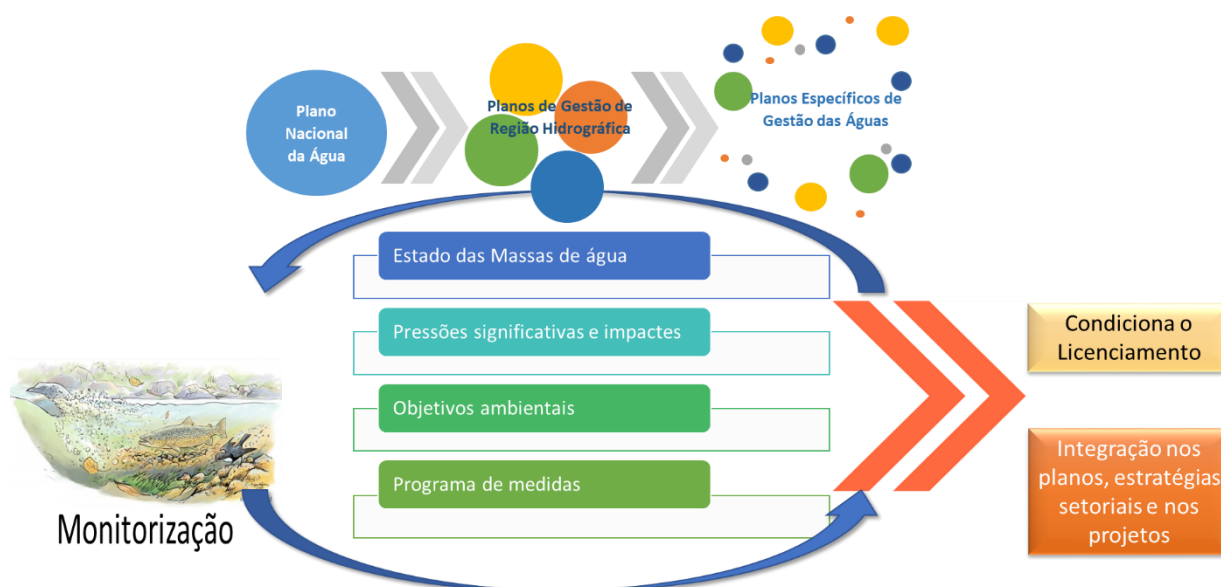 Plano
Nacional
da Água
Planos de Gestão de
Região Hidrográfica
Planos Específicos de
Gestão das Águas
Estado das Massas de água
Pressões significativas e impactes
Objetivos ambientais
Programa de medidas
Monitorização
Condiciona o
Licenciamento
Integração nos
planos, estratégias
setoriais e nos
projetos